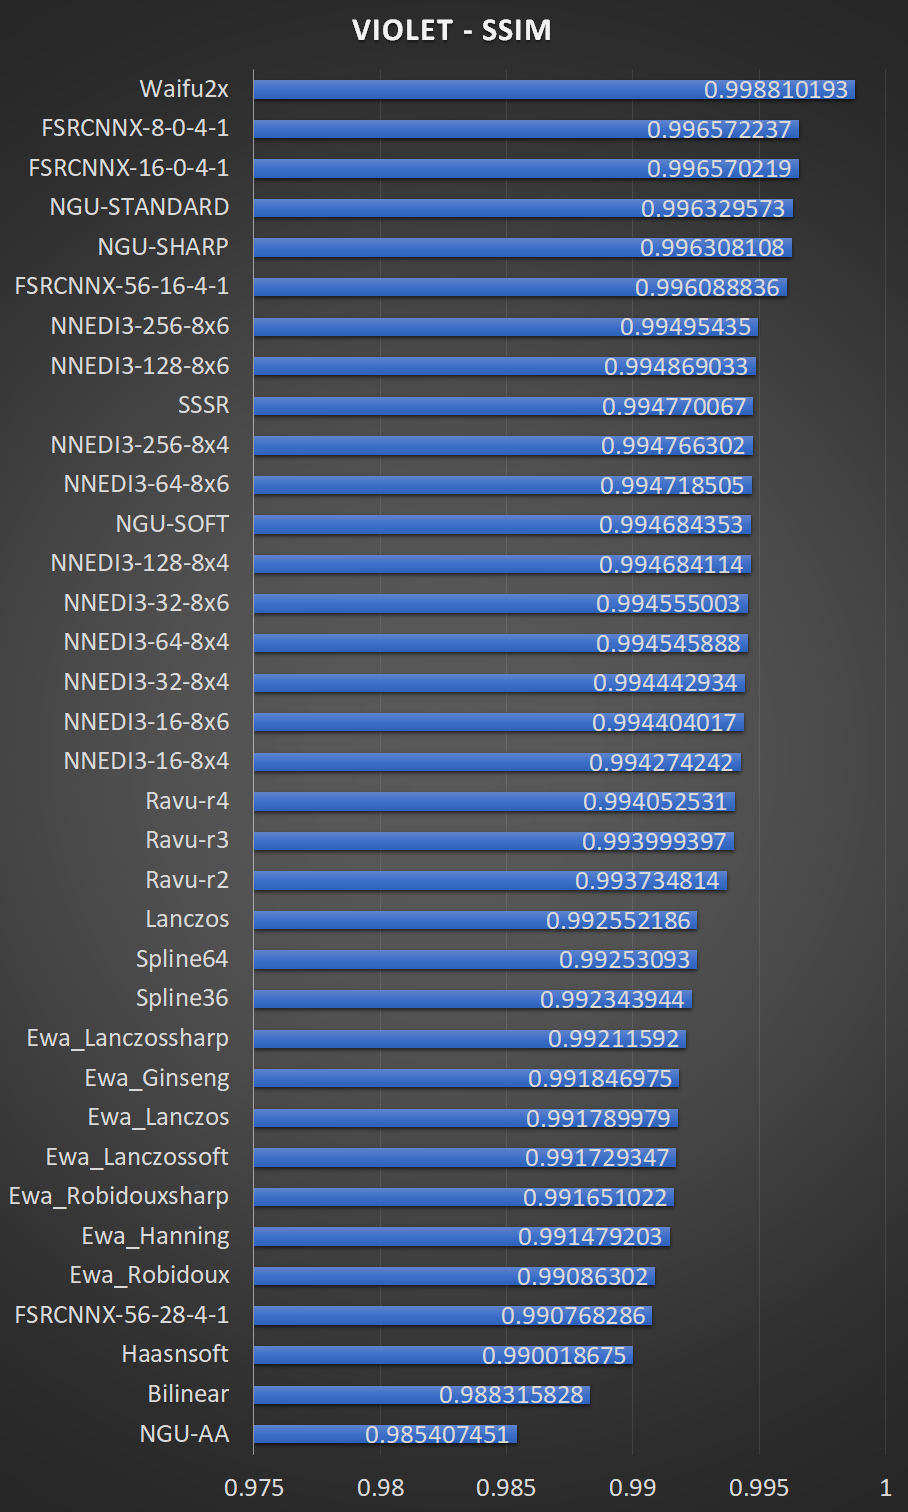 VIOLET - SSIM
Waifu2x 0.998810193
FSRCNNX-8-0-4-1 0.996572237
FSRCNNX-16-0-4-1 0.996570219
NGU-STANDARD 0.996329573
NGU-SHARP 0.996308108
FSRCNNX-56-16-4-1 0.996088836
NNEDI3-256-8x6 0.99495435
NNEDI3-128-8x6 0.994869033
SSSR 0.994770067
NNEDI3-256-8x4 0.994766302
NNEDI3-64-8x6 0.994718505
NGU-SOFT 0.994684353
NNEDI3-128-8x4 0.994684114
NNEDI3-32-8x6 0.994555003
NNEDI3-64-8x4 0.994545888
NNEDI3-32-8x4 0.994442934
NNEDI3-16-8x6 0.994404017
NNEDI3-16-8x4 0.994274242
Ravu-r4 0.994052531
Ravu-r3 0.993999397
Ravu-r2 0.993734814
Lanczos 0.992552186
Spline64 0.99253093
Spline36 0.992343944
Ewa_Lanczossharp 0.99211592
Ewa_Ginseng 0.991846975
Ewa_Lanczos 0.991789979
Ewa_Lanczossoft 0.991729347
Ewa_Robidouxsharp 0.991651022
Ewa_Hanning 0.991479203
Ewa_Robidoux 0.99086302
FSRCNNX-56-28-4-1 0.990768286
Haasnsoft 0.990018675
Bilinear 0.988315828
NGU-AA 0.985407451
0.975 0.98 0.985 0.99 0.995 1